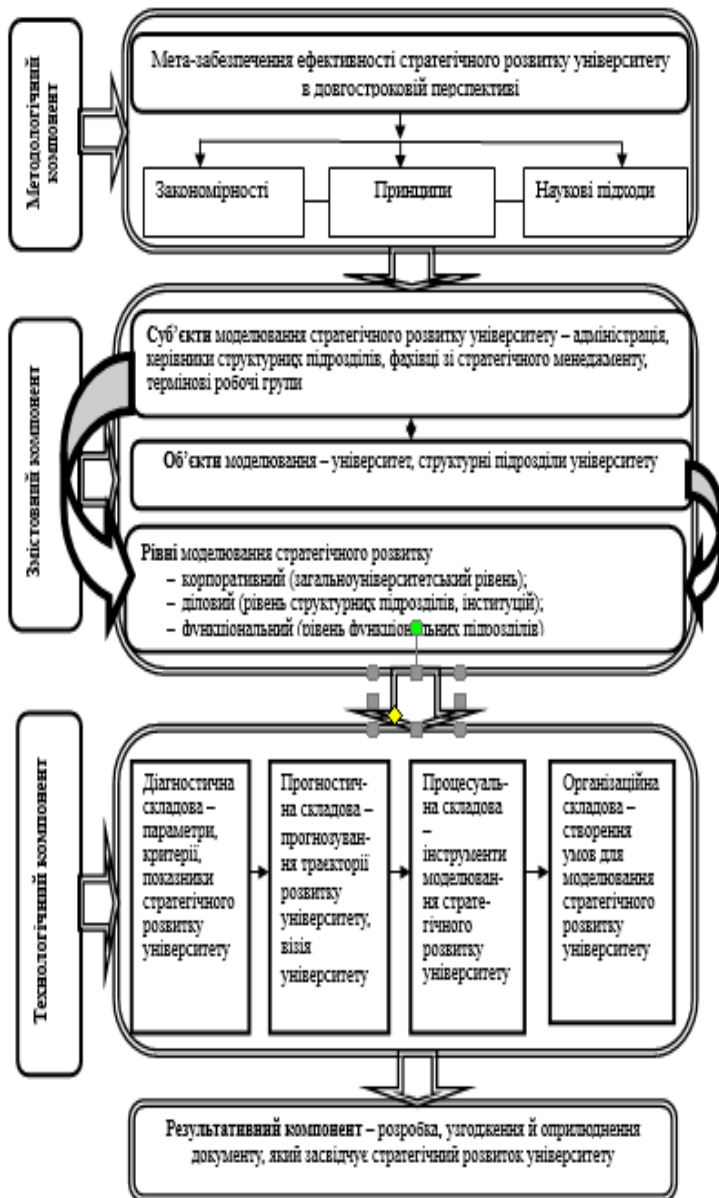 Методологічний
компонент
Мета-забезпечення ефективності стратегічного розвитку університету
в довгостроковій перспективі
Закономірності
Принципи
Наукові підходи
Змістовний компонент
Суб’єкти моделювання стратегічного розвитку університету – адміністрація,
керівники структурних підрозділів, фахівці зі стратегічного менеджменту,
термінові робочі групи
Об’єкти моделювання – університет, структурні підрозділи університету
Рівні моделювання стратегічного розвитку
– корпоративний (загальноуніверситетський рівень);
– діловий (рівень структурних підрозділів, інституцій);
– функціональний (рівень функціональних підрозділів)
Технологічний компонент
Діагностична
складова –
параметри,
критерії,
показники
стратегічного
розвитку
університету
Прогностич-
на складова –
прогнозуван-
ня траєкторії
розвитку
університету,
візія
університету
Процесуаль-
на складова
–
інструменти
моделюван-
ня страте-
гічного
розвитку
університету
Організаційна
складова –
створення
умов для
моделювання
стратегічного
розвитку
університету
Результативний компонент – розробка, узгодження й оприлюднення
документу, який засвідчує стратегічний розвиток університету